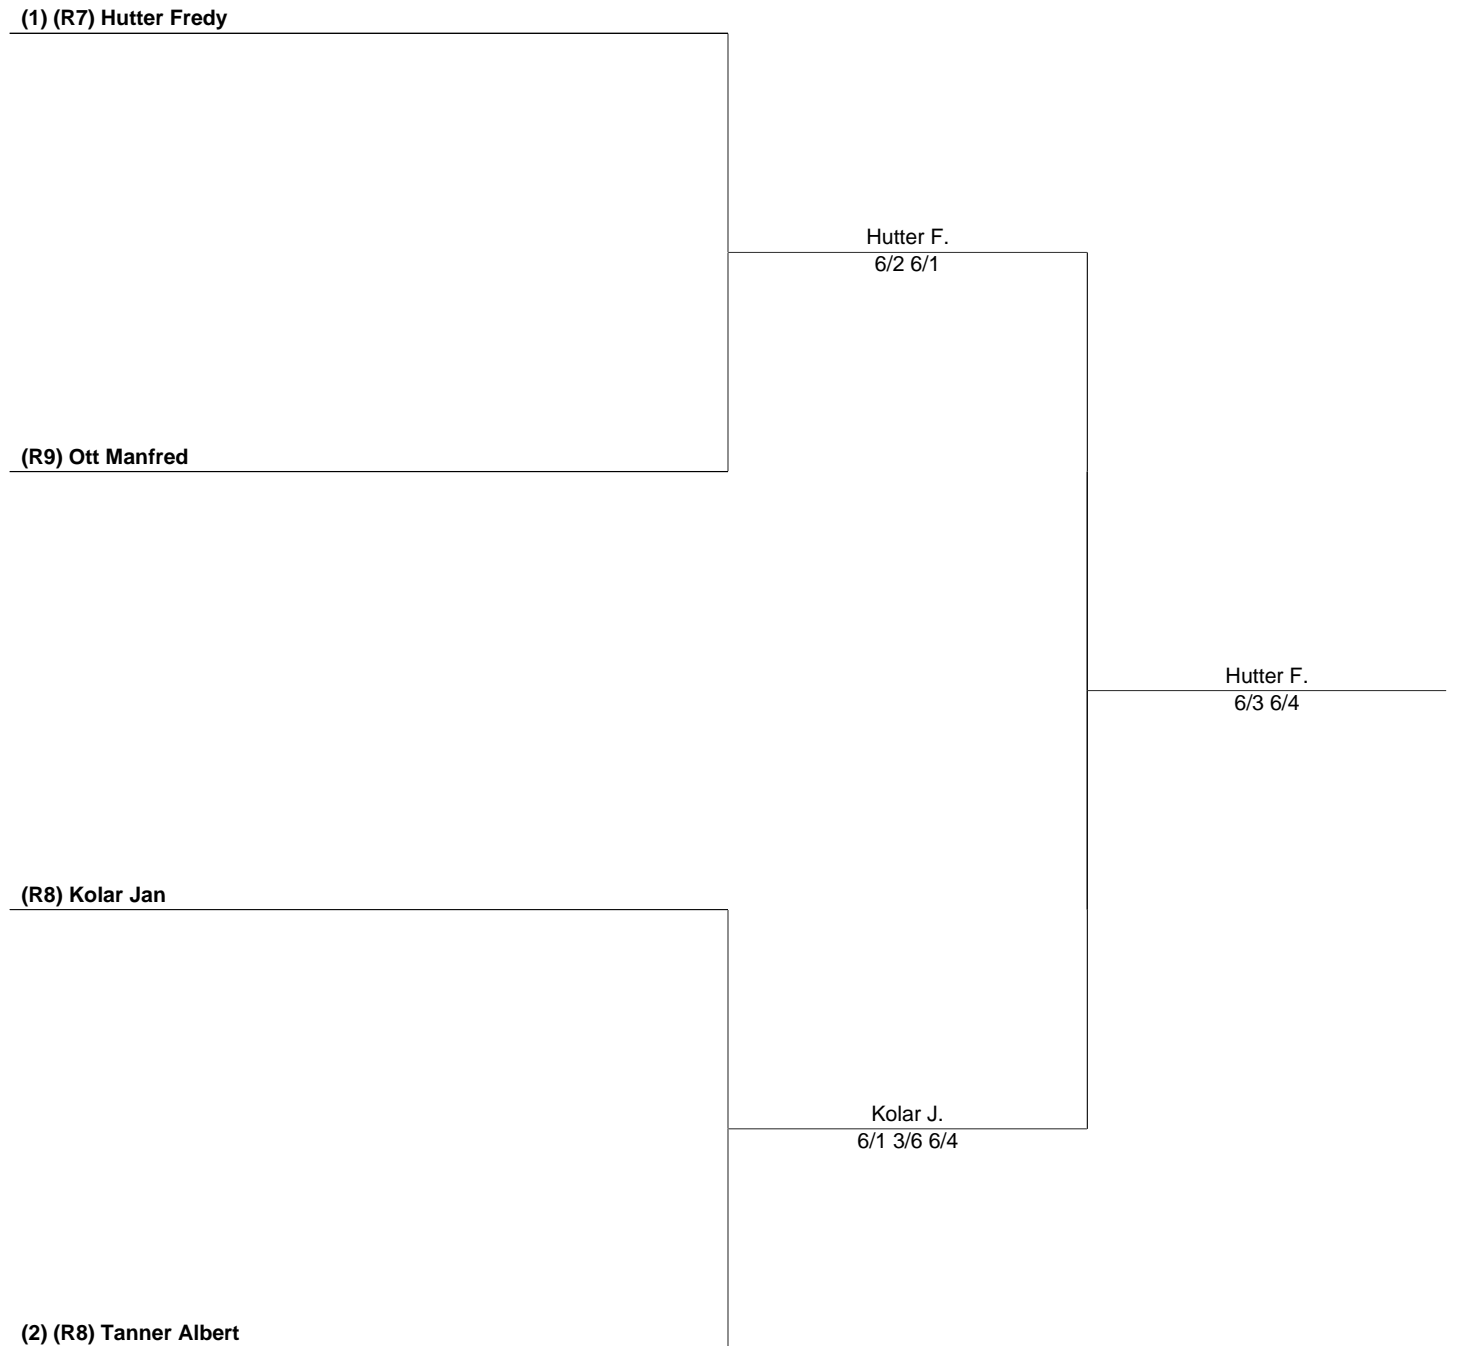 (1) (R7) Hutter Fredy
Hutter F.
6/2 6/1
(R9) Ott Manfred
Hutter F.
6/3 6/4
(R8) Kolar Jan
Kolar J.
6/1 3/6 6/4
(2) (R8) Tanner Albert